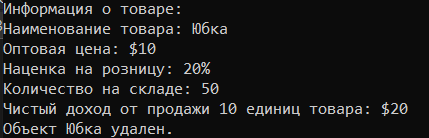 Информация о товаре:
Наименование товара: Юбка
Оптовая цена: $10
Наценка на розницу: 20%
Количество на складе: 50
Чистый доход от продажи 10 единиц товара: $20
Объект Юбка удален.